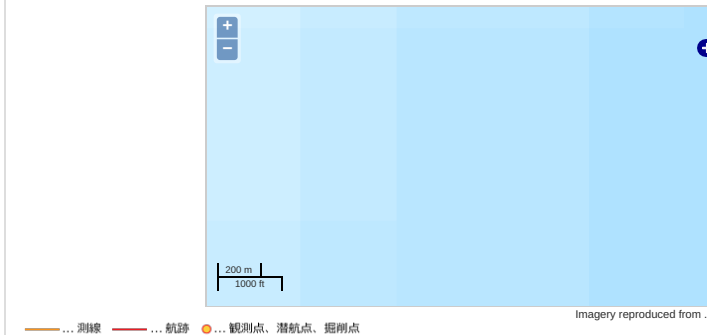 +
−
200 m
1000 ft
Imagery reproduced from .
... 測線 ... 航跡 ... 観測点、潜航点、掘削点